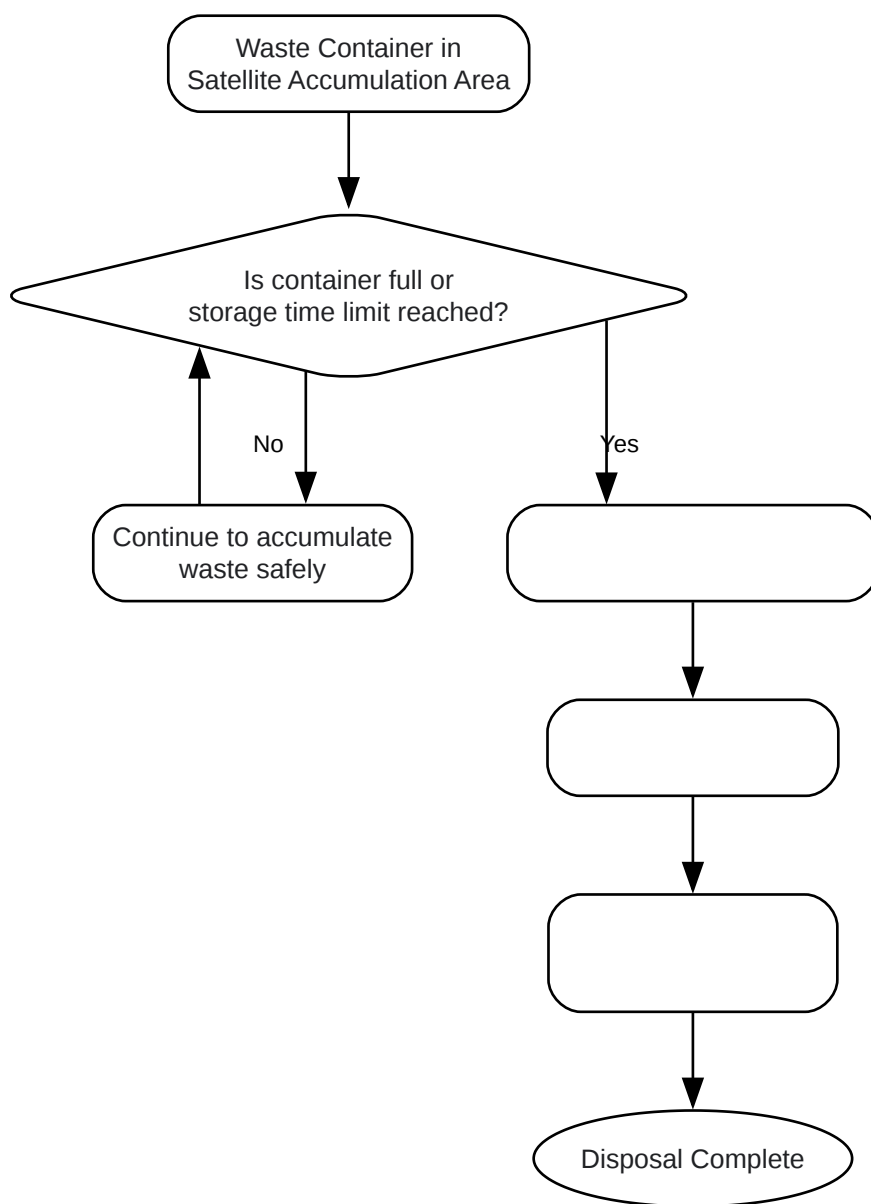 Waste Container in
Satellite Accumulation Area
Is container full or
storage time limit reached?
No
Yes
Continue to accumulate
waste safely
Disposal Complete